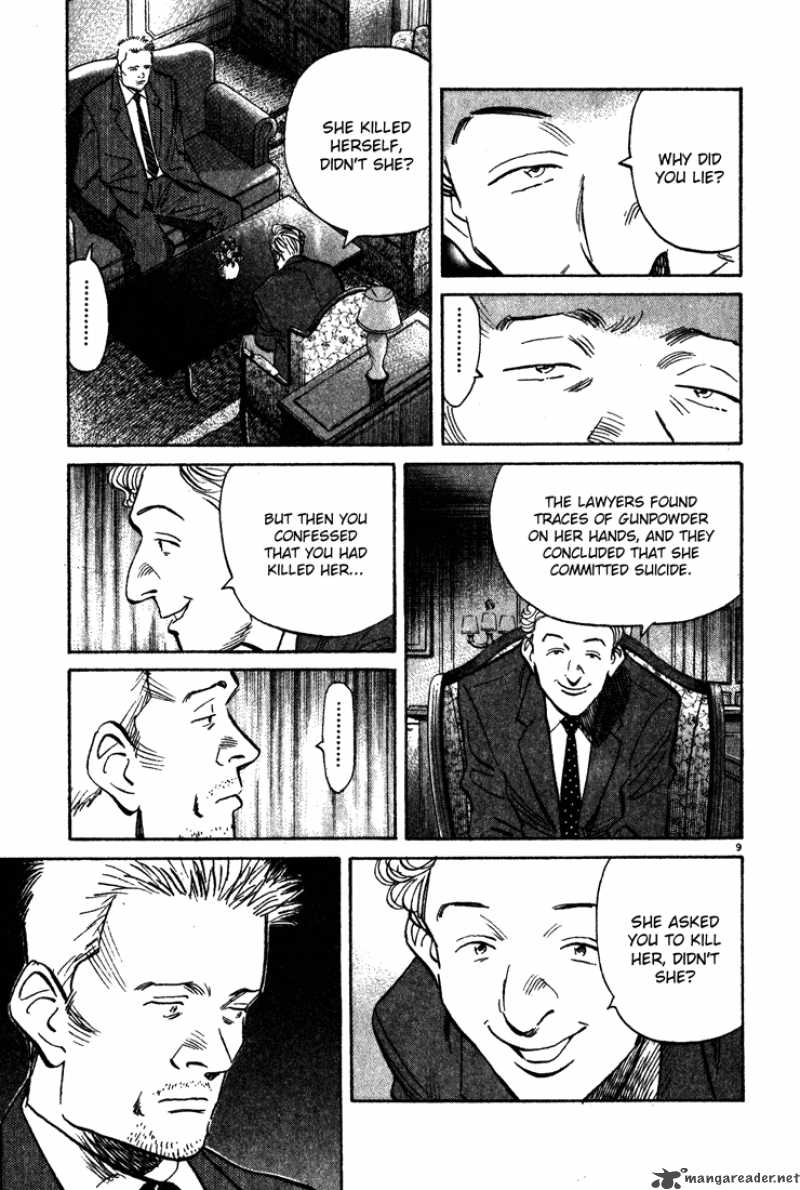 WHY DID
YOU LIE?
SHE KILLED
HERSELF,
DIDN'T SHE?
.........
.........
THE LAWYERS FOUND
TRACES OF GUNPOWDER
ON HER HANDS, AND THEY
CONCLUDED THAT SHE
COMMITTED SUICIDE.
BUT THEN YOU
CONFESSED
THAT YOU HAD
KILLED HER...
.........
9
SHE ASKED
YOU TO KILL
HER, DIDN'T
SHE?
mangareader.net